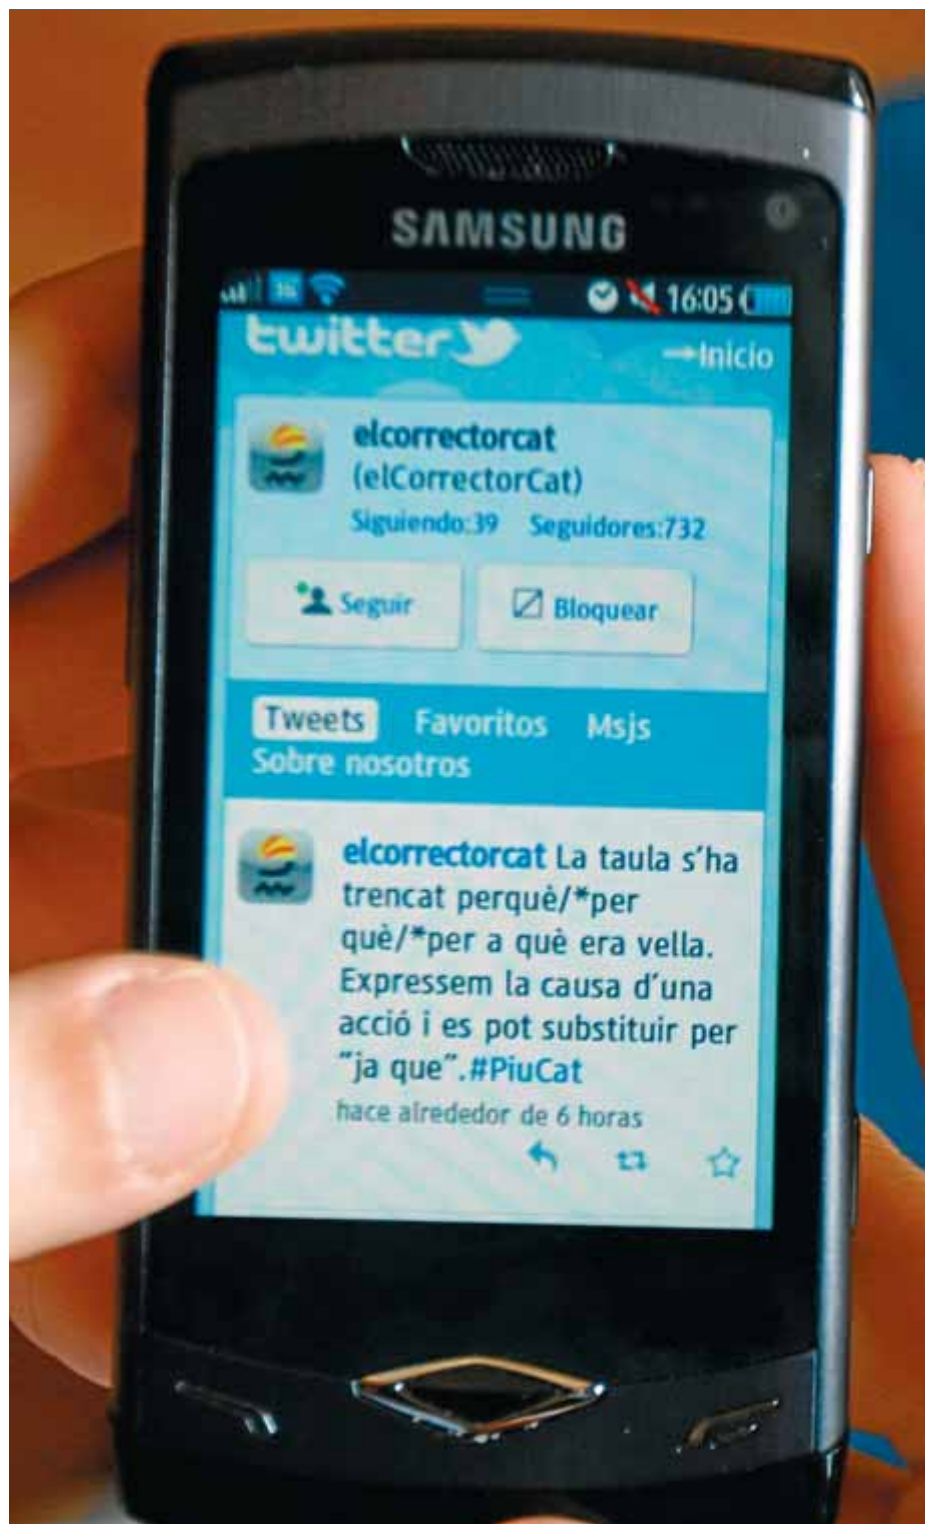 SAMSUNG
3G
16:05
twitter
→Inicio
elcorrectorcat
(elCorrectorCat)
Siguiendo:39 Seguidores:732
Seguir
Bloquear
Tweets Favoritos Msjs
Sobre nosotros
elcorrectorcat La taula s'ha
trencat perquè/*per
què/*per a què era vella.
Expressem la causa d'una
acció i es pot substituir per
"ja que".#PiuCat
hace alrededor de 6 horas